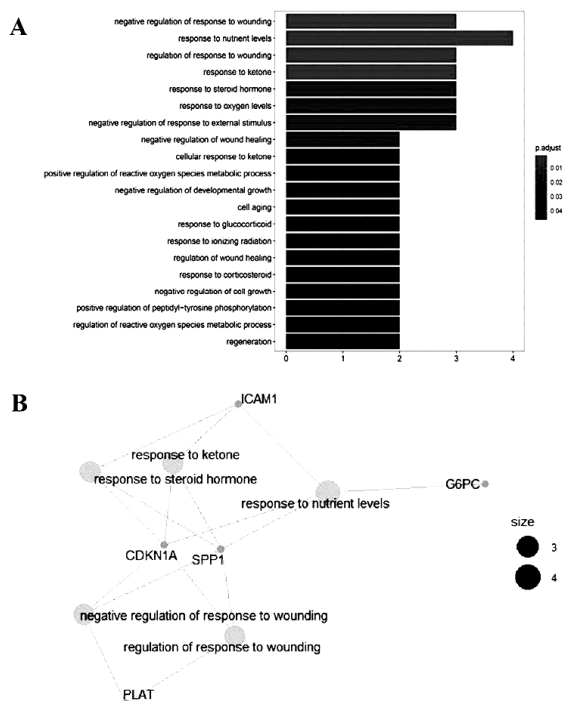 A
negative regulation of response to wounding
response to nutrient levels
regulation of response to wounding
response to ketone
response to steroid hormone
response to oxygen levels
negative regulation of response to external stimulus
negative regulation of wound healing
cellular response to ketone
positive regulation of reactive oxygen species metabolic process
negative regulation of developmental growth
cell aging
response to glucocorticoid
response to ionizing radiation
regulation of wound healing
response to corticosteroid
negative regulation of cell growth
positive regulation of peptidyl-tyrosine phosphorylation
regulation of reactive oxygen species metabolic process
regeneration
0 1 2 3 4
p.adjust
0.01
0.02
0.03
0.04
B
ICAM1
response to ketone
response to steroid hormone
G6PC
response to nutrient levels
size
3
4
CDKN1A SPP1
negative regulation of response to wounding
regulation of response to wounding
PLAT